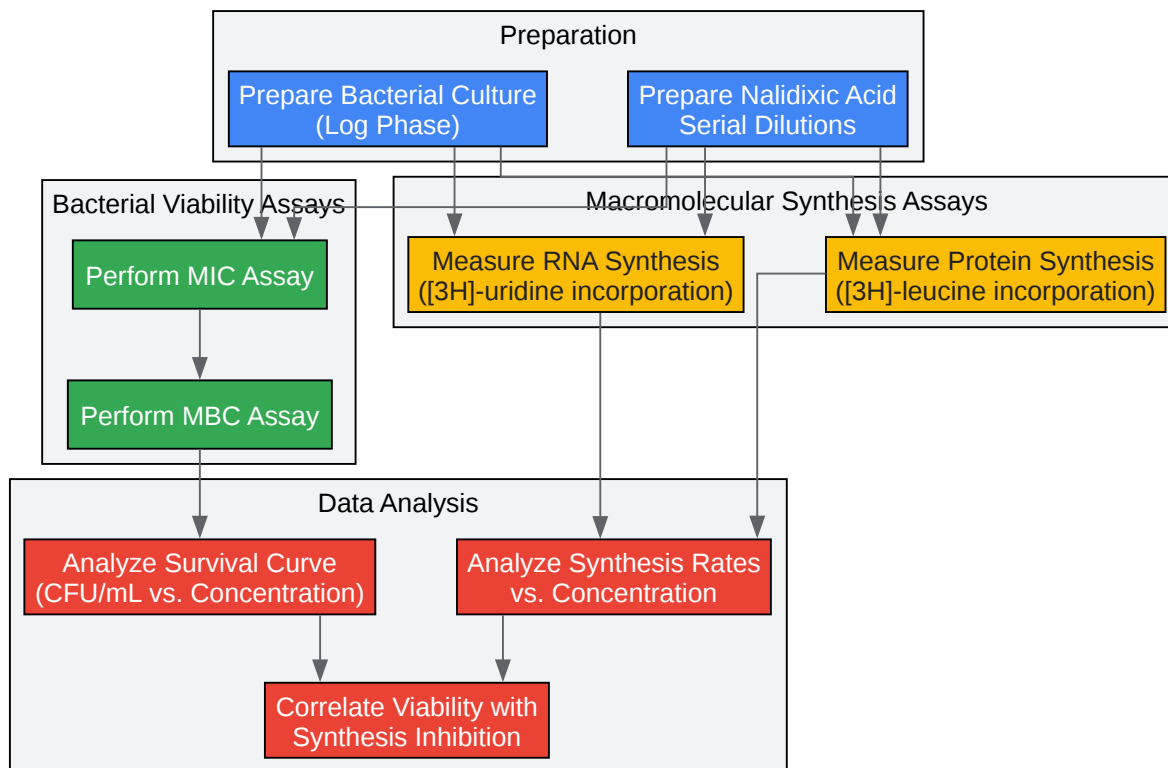 Preparation
Prepare Bacterial Culture
(Log Phase)
Prepare Nalidixic Acid
Serial Dilutions
Bacterial Viability Assays
Macromolecular Synthesis Assays
Perform MIC Assay
Measure RNA Synthesis
([3H]-uridine incorporation)
Measure Protein Synthesis
([3H]-leucine incorporation)
Perform MBC Assay
Data Analysis
Analyze Survival Curve
(CFU/mL vs. Concentration)
Analyze Synthesis Rates
vs. Concentration
Correlate Viability with
Synthesis Inhibition